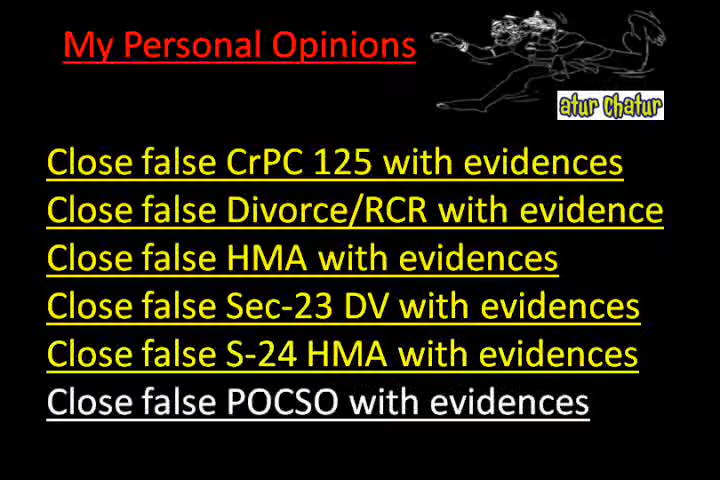 My Personal Opinions
atur chatur
Close false CrPC 125 with evidences
Close false Divorce/RCR with evidence
Close false HMA with evidences
Close false Sec-23 DV with evidences
Close false S-24 HMA with evidences
Close false POCSO with evidences